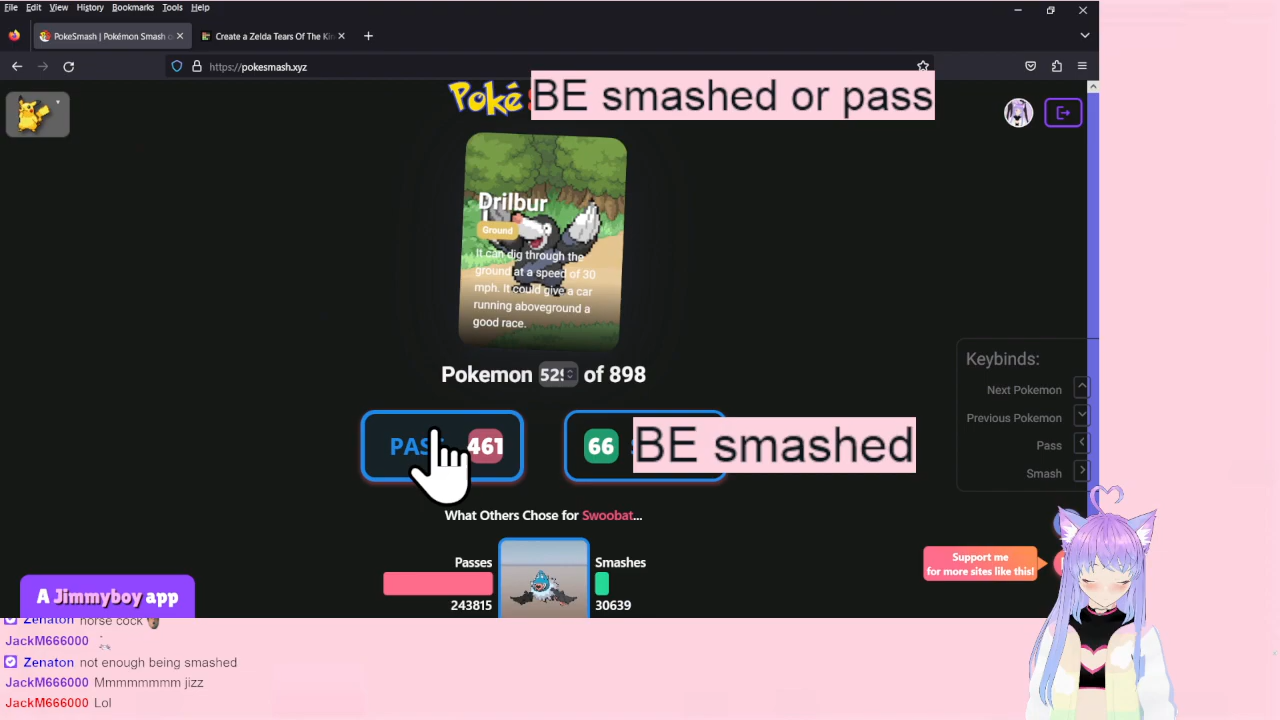 File Edit View History Bookmarks Tools Help
PokeSmash | Pokémon Smash o
Create a Zelda Tears Of The Kin
https://pokesmash.xyz
Poké BE smashed or pass
Drilbur
Ground
It can dig through the
ground at a speed of 30
mph. It could give a car
running aboveground a
good race.
Pokemon 529 of 898
PASS 461
66 BE smashed
Keybinds:
Next Pokemon
Previous Pokemon
Pass
Smash
What Others Chose for Swoobat...
Passes
243815
Smashes
30639
Support me
for more sites like this!
A Jimmyboy app
Zenaton horse cock
JackM666000
Zenaton not enough being smashed
JackM666000 Mmmmmmmm jizz
JackM666000 Lol